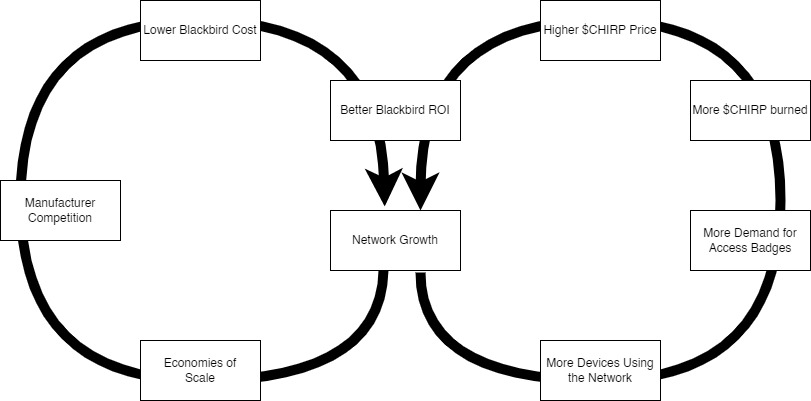 Lower Blackbird Cost
Higher $CHIRP Price
Better Blackbird ROI
More $CHIRP burned
Manufacturer
Competition
Network Growth
More Demand for
Access Badges
Economies of
Scale
More Devices Using
the Network